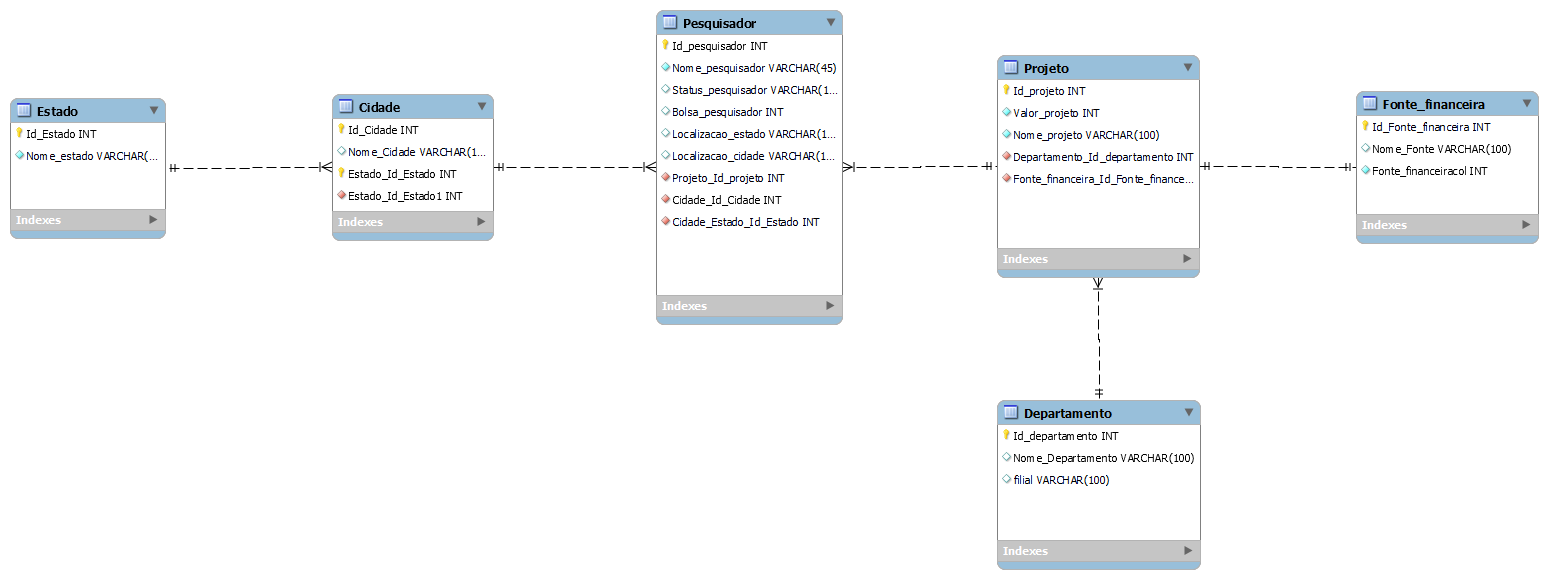 Estado
Id_Estado INT
Nome_estado VARCHAR(...
Indexes
Cidade
Id_Cidade INT
Nome_Cidade VARCHAR(1...
Estado_Id_Estado INT
Estado_Id_Estado1 INT
Indexes
Pesquisador
Id_pesquisador INT
Nome_pesquisador VARCHAR(45)
Status_pesquisador VARCHAR(1...
Bolsa_pesquisador INT
Localizacao_estado VARCHAR(1...
Localizacao_cidade VARCHAR(1...
Projeto_Id_projeto INT
Cidade_Id_Cidade INT
Cidade_Estado_Id_Estado INT
Indexes
Projeto
Id_projeto INT
Valor_projeto INT
Nome_projeto VARCHAR(100)
Departamento_Id_departamento INT
Fonte_financeira_Id_Fonte_finance...
Indexes
Fonte_financeira
Id_Fonte_financeira INT
Nome_Fonte VARCHAR(100)
Fonte_financeiracol INT
Indexes
Departamento
Id_departamento INT
Nome_Departamento VARCHAR(100)
filial VARCHAR(100)
Indexes